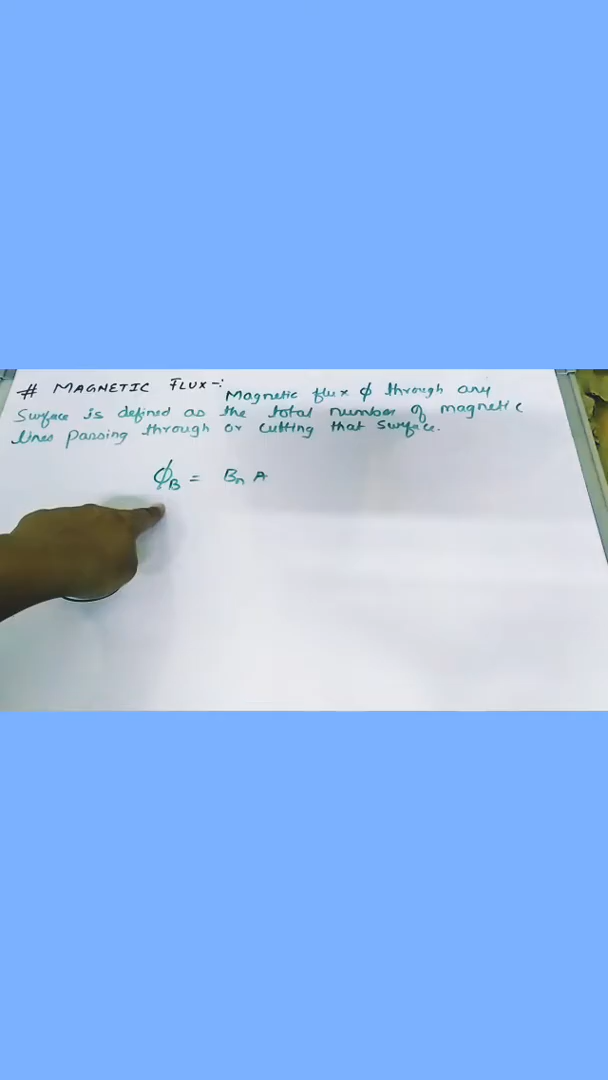 # MAGNETIC FLUX -: Magnetic flux ϕ through any
Surface is defined as the total number of magnetic
lines passing through or cutting that surface.
ϕB = Bn A